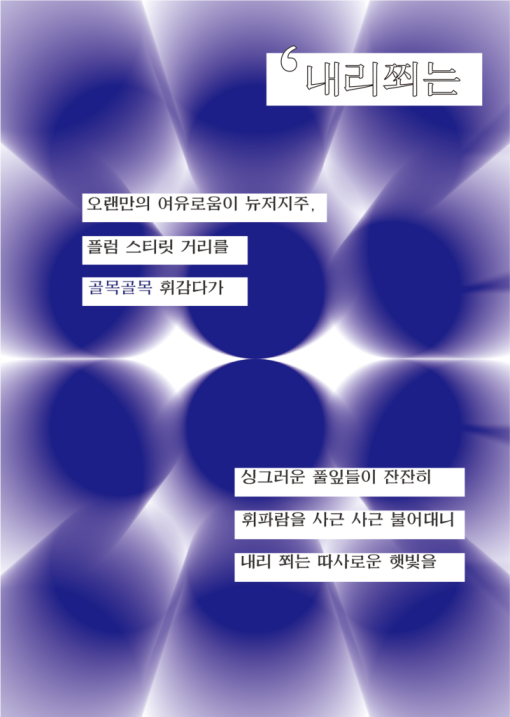 ‘내리쬐는
오랜만의 여유로움이 뉴저지주,
플럼 스티릿 거리를
골목골목 휘감다가
싱그러운 풀잎들이 잔잔히
휘파람을 사근 사근 불어대니
내리 쬐는 따사로운 햇빛을